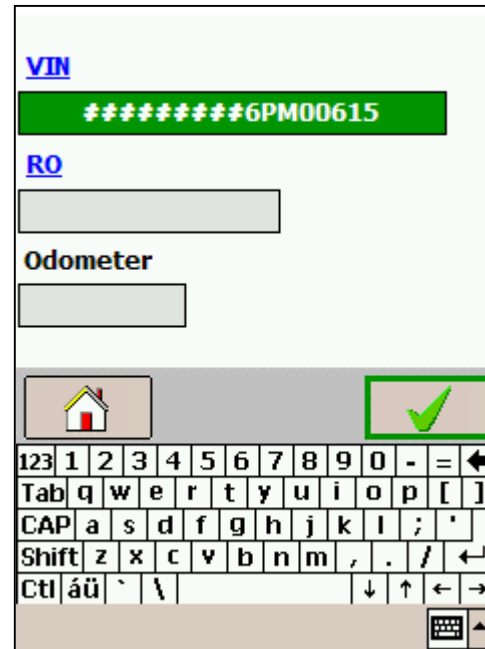 VIN
#########6PM00615
RO
Odometer
123 1 2 3 4 5 6 7 8 9 0 - =
Tab q w e r t y u i o p [ ]
CAP a s d f g h j k l ; '
Shift z x c v b n m , . /
Ctl áü ` \